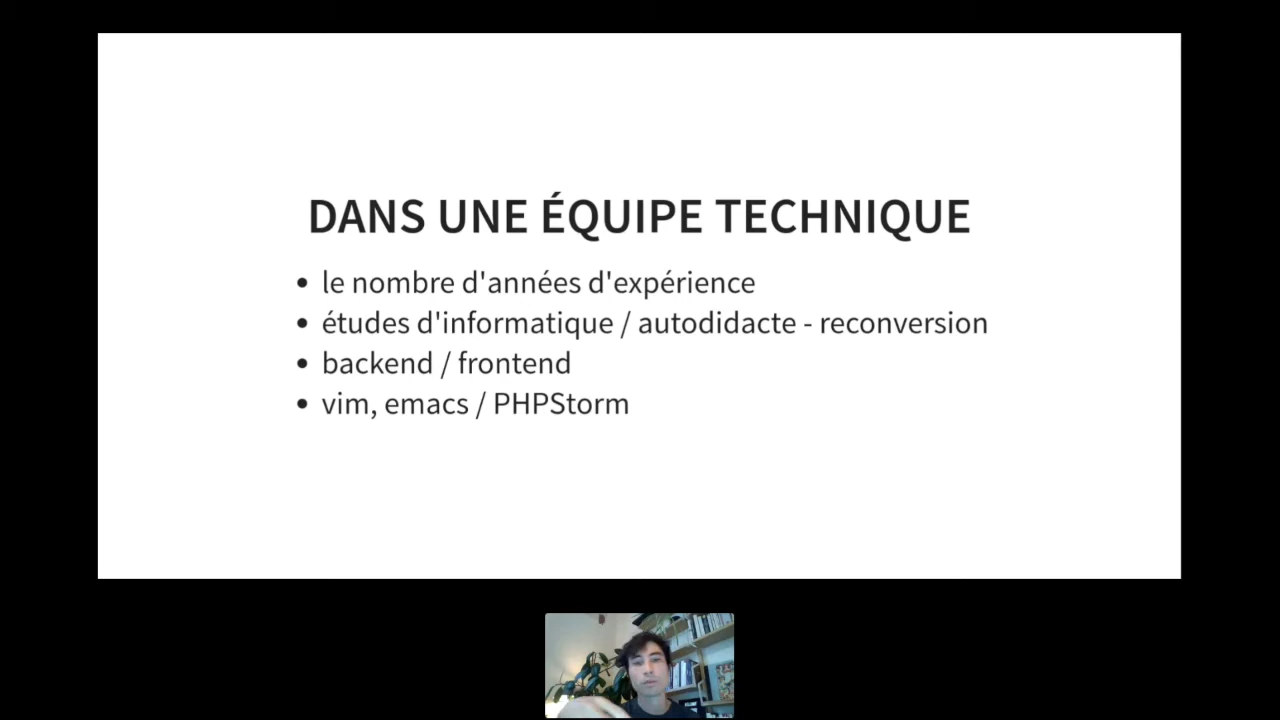 DANS UNE ÉQUIPE TECHNIQUE
le nombre d'années d'expérience
études d'informatique / autodidacte - reconversion
backend / frontend
vim, emacs / PHPStorm